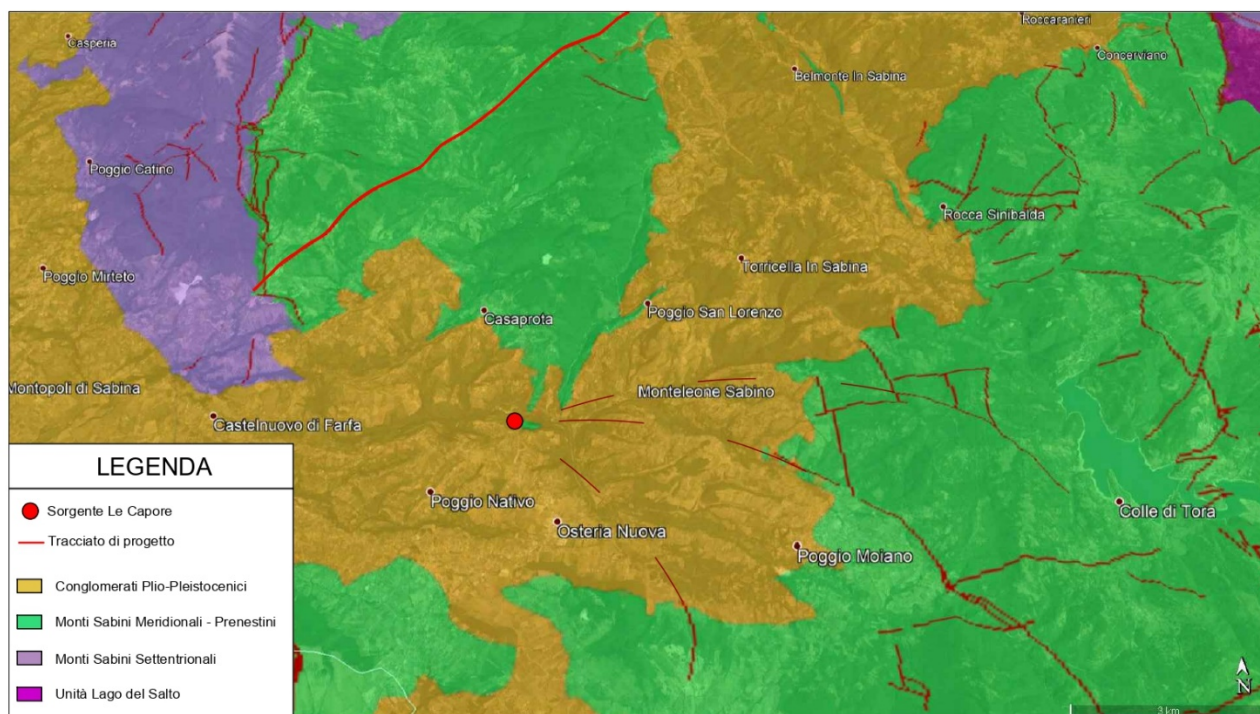 Roccaranieri
Casperia
Concerviano
Belmonte In Sabina
Poggio Catino
Rocca Sinibalda
Torricella In Sabina
Poggio Mirteto
Poggio San Lorenzo
Casaprota
Montopoli di Sabina
Monteleone Sabino
Castelnuovo di Farfa
Poggio Nativo
Colle di Tora
Osteria Nuova
Poggio Moiano
LEGENDA
Sorgente Le Capore
Tracciato di progetto
Conglomerati Plio-Pleistocenici
Monti Sabini Meridionali - Prenestini
Monti Sabini Settentrionali
Unità Lago del Salto
N
3 km